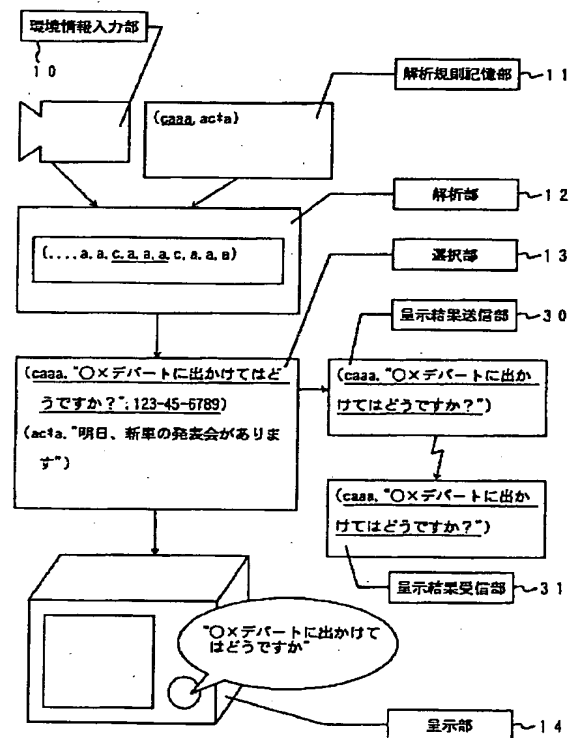 環境情報入力部
10
解析規則記憶部 11
(caaa, ac‡a)
解析部 12
(....a.a.c.a.a.a.c.a.a.a)
選択部 13
呈示結果送信部 30
(caaa."〇×デパートに出かけてはど
うですか?";123-45-6789)
(ac‡a."明日、新車の発表会がありま
す")
(caaa."〇×デパートに出か
けてはどうですか?")
(caaa."〇×デパートに出か
けてはどうですか?")
呈示結果受信部 31
"〇×デパートに出かけて
はどうですか"
呈示部 14